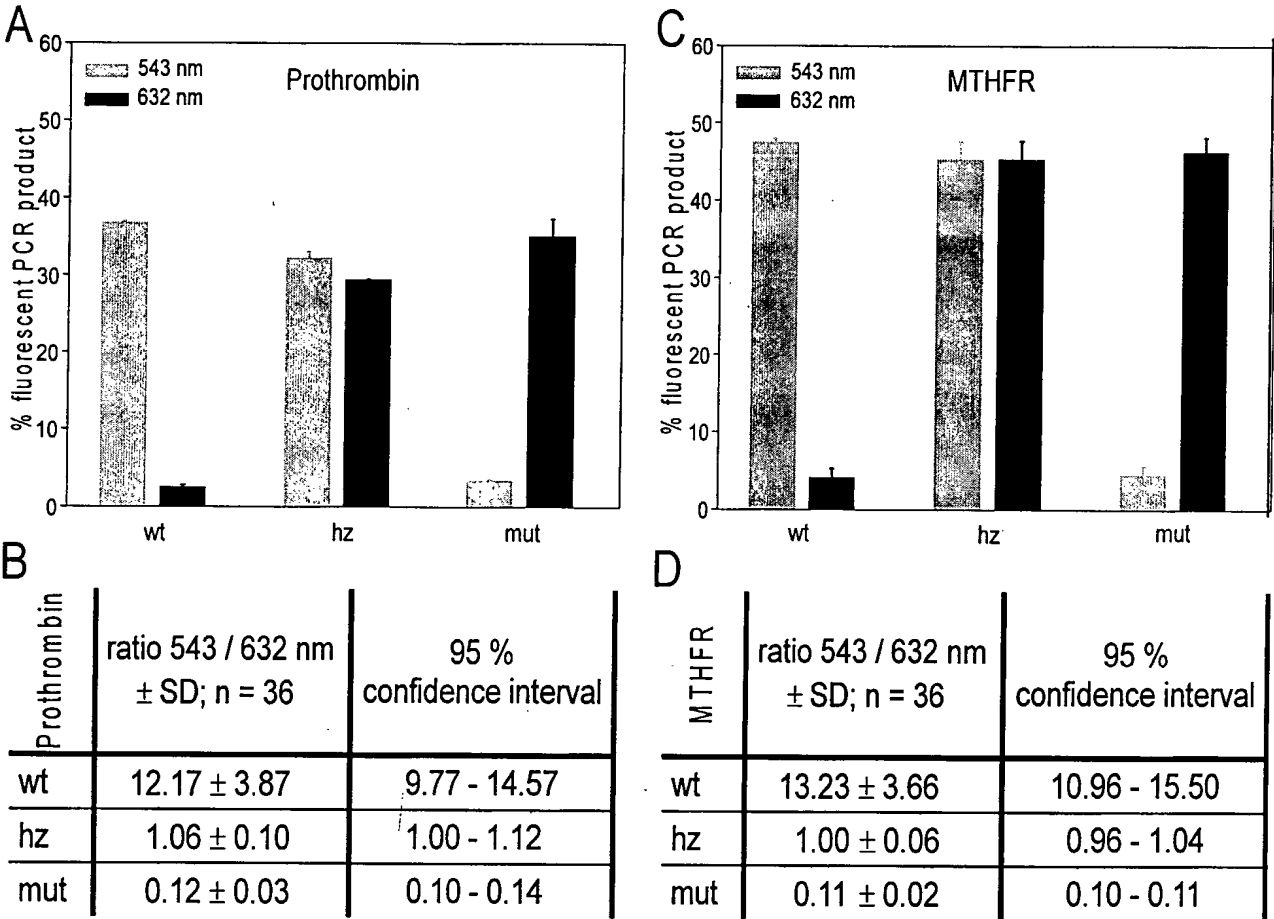 A
60
50
40
30
20
10
0
% fluorescent PCR product
543 nm
632 nm
Prothrombin
wt hz mut
C
60
50
40
30
20
10
0
% fluorescent PCR product
543 nm
632 nm
MTHFR
wt hz mut
B
Prothrombin
ratio 543 / 632 nm
± SD; n = 36
95 %
confidence interval
wt 12.17 ± 3.87 9.77 - 14.57
hz 1.06 ± 0.10 1.00 - 1.12
mut 0.12 ± 0.03 0.10 - 0.14
D
MTHFR
ratio 543 / 632 nm
± SD; n = 36
95 %
confidence interval
wt 13.23 ± 3.66 10.96 - 15.50
hz 1.00 ± 0.06 0.96 - 1.04
mut 0.11 ± 0.02 0.10 - 0.11